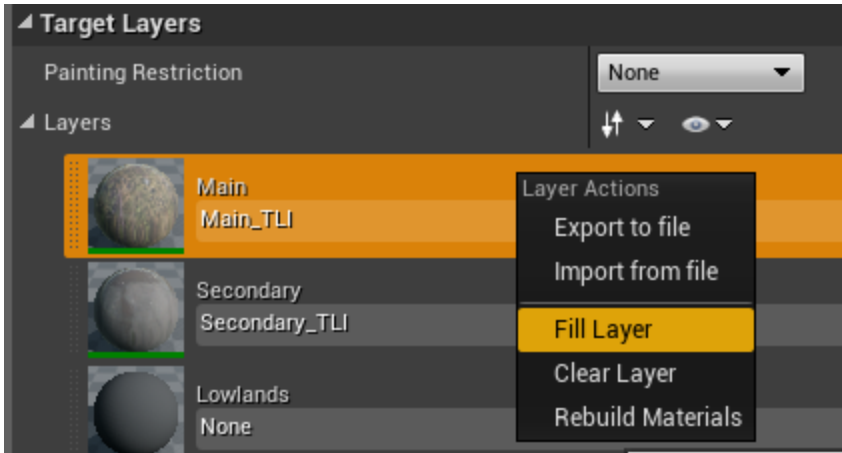 Target Layers
Painting Restriction
None
Layers
Main
Main_TLI
Layer Actions
Export to file
Import from file
Secondary
Secondary_TLI
Fill Layer
Clear Layer
Lowlands
None
Rebuild Materials